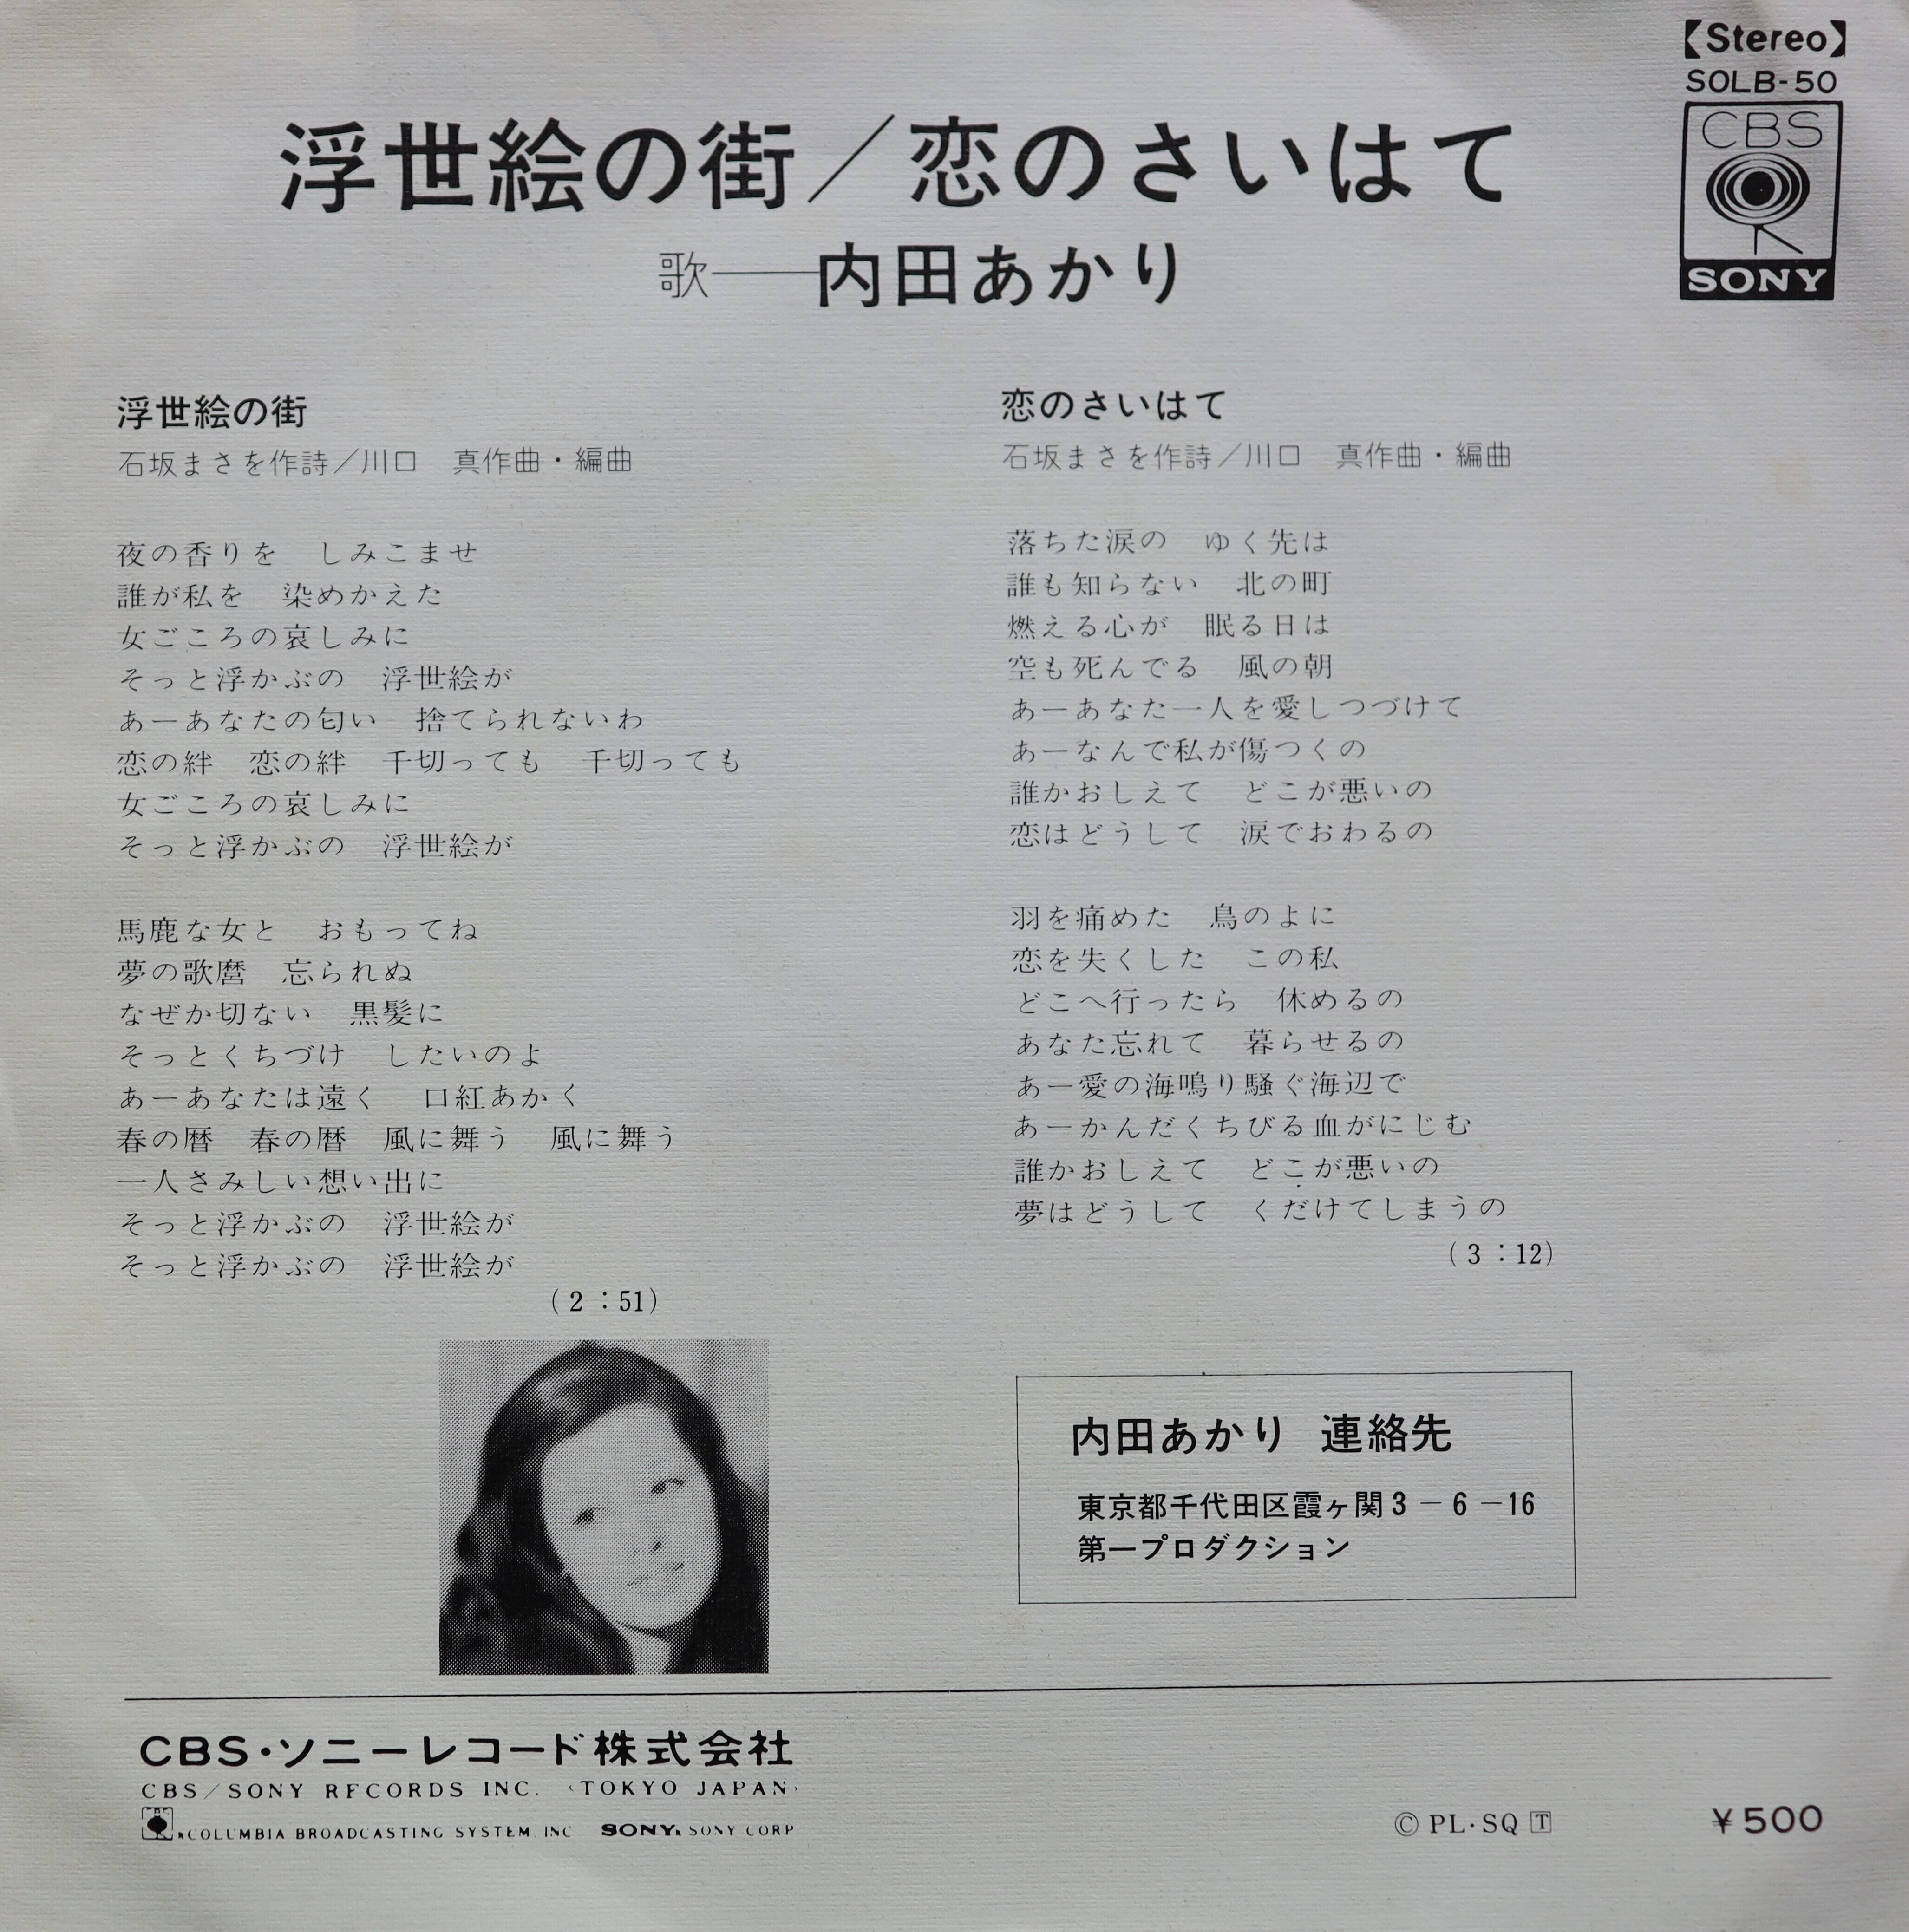 【Stereo】
SOLB-50
CBS
SONY
浮世絵の街／恋のさいはて
歌——内田あかり
浮世絵の街
石坂まさを作詩／川口　真作曲・編曲
夜の香りを　しみこませ
誰が私を　染めかえた
女ごころの哀しみに
そっと浮かぶの　浮世絵が
あーあなたの匂い　捨てられないわ
恋の絆　恋の絆　千切っても　千切っても
女ごころの哀しみに
そっと浮かぶの　浮世絵が
馬鹿な女と　おもってね
夢の歌麿　忘られぬ
なぜか切ない　黒髪に
そっとくちづけ　したいのよ
あーあなたは遠く　口紅あかく
春の暦　春の暦　風に舞う　風に舞う
一人さみしい想い出に
そっと浮かぶの　浮世絵が
そっと浮かぶの　浮世絵が
（2：51）
恋のさいはて
石坂まさを作詩／川口　真作曲・編曲
落ちた涙の　ゆく先は
誰も知らない　北の町
燃える心が　眠る日は
空も死んでる　風の朝
あーあなた一人を愛しつづけて
あーなんで私が傷つくの
誰かおしえて　どこが悪いの
恋はどうして　涙でおわるの
羽を痛めた　鳥のよに
恋を失くした　この私
どこへ行ったら　休めるの
あなた忘れて　暮らせるの
あー愛の海鳴り騒ぐ海辺で
あーかんだくちびる血がにじむ
誰かおしえて　どこが悪いの
夢はどうして　くだけてしまうの
（3：12）
内田あかり 連絡先
東京都千代田区霞ヶ関3－6－16
第一プロダクション
CBS・ソニーレコード株式会社
CBS/SONY RECORDS INC. (TOKYO JAPAN)
COLUMBIA BROADCASTING SYSTEM INC SONY SONY CORP
Ⓒ PL・SQ 🅃
¥500